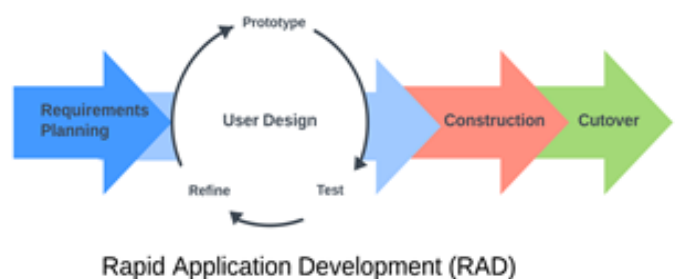 Prototype
Requirements
Planning
User Design
Construction
Cutover
Refine
Test
Rapid Application Development (RAD)